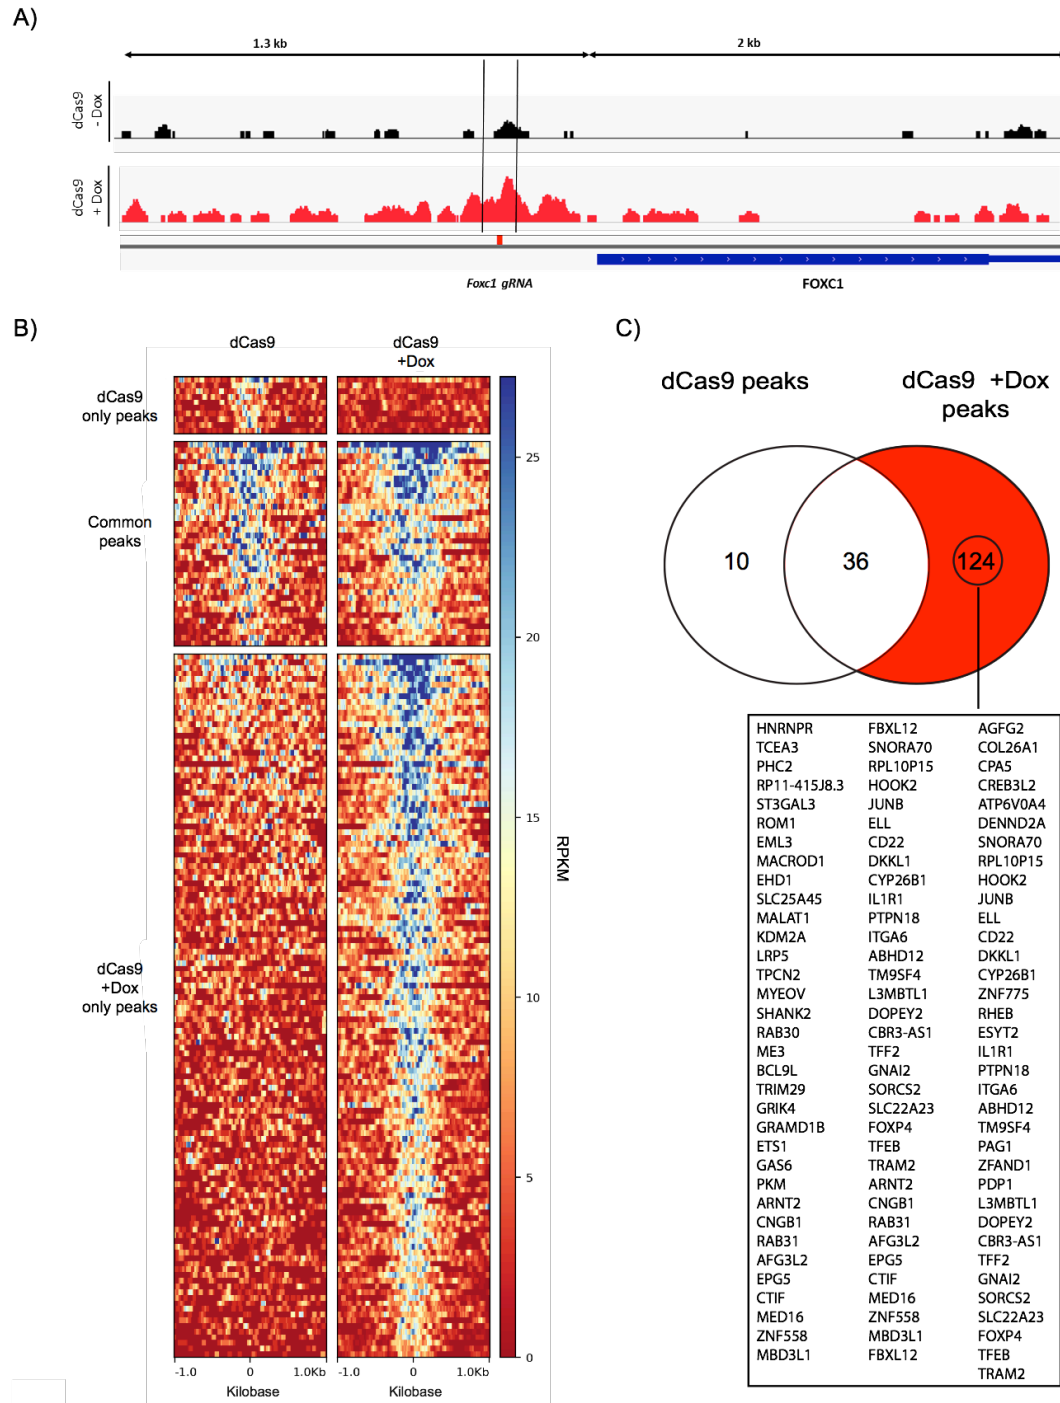 A)
1.3 kb
2 kb
dCas9
- Dox
dCas9
+ Dox
Foxc1 gRNA
FOXC1
B)
dCas9
dCas9
+Dox
dCas9
only peaks
Common
peaks
dCas9
+Dox
only peaks
25
20
15
10
5
0
RPKM
-1.0
0
1.0Kb
-1.0
0
1.0Kb
Kilobase
Kilobase
C)
dCas9 peaks
dCas9 +Dox
peaks
10
36
124
HNRNPR FBXL12 AGFG2
TCEA3 SNORA70 COL26A1
PHC2 RPL10P15 CPA5
RP11-415J8.3 HOOK2 CREB3L2
ST3GAL3 JUNB ATP6V0A4
ROM1 ELL DENND2A
EML3 CD22 SNORA70
MACROD1 DKKL1 RPL10P15
EHD1 CYP26B1 HOOK2
SLC25A45 IL1R1 JUNB
MALAT1 PTPN18 ELL
KDM2A ITGA6 CD22
LRP5 ABHD12 DKKL1
TPCN2 TM9SF4 CYP26B1
MYEOV L3MBTL1 ZNF775
SHANK2 DOPEY2 RHEB
RAB30 CBR3-AS1 ESYT2
ME3 TFF2 IL1R1
BCL9L GNAI2 PTPN18
TRIM29 SORCS2 ITGA6
GRIK4 SLC22A23 ABHD12
GRAMD1B FOXP4 TM9SF4
ETS1 TFEB PAG1
GAS6 TRAM2 ZFAND1
PKM ARNT2 PDP1
ARNT2 CNGB1 L3MBTL1
CNGB1 RAB31 DOPEY2
RAB31 AFG3L2 CBR3-AS1
AFG3L2 EPG5 TFF2
EPG5 CTIF GNAI2
CTIF MED16 SORCS2
MED16 ZNF558 SLC22A23
ZNF558 MBD3L1 FOXP4
MBD3L1 FBXL12 TFEB
TRAM2